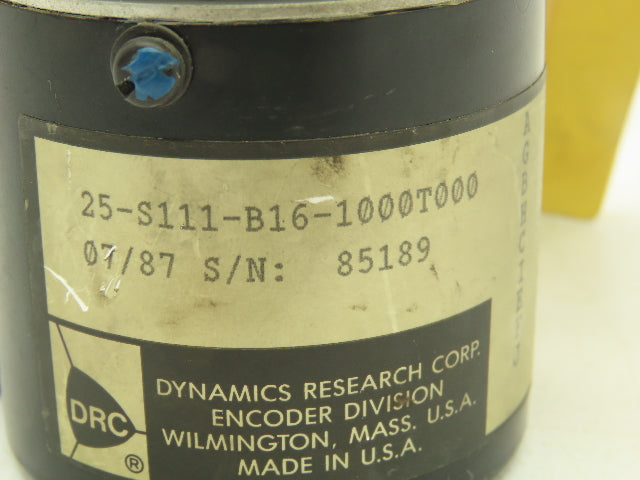 25-S111-B16-1000T000
07/87 S/N: 85189
DRC
®
DYNAMICS RESEARCH CORP.
ENCODER DIVISION
WILMINGTON, MASS. U.S.A.
MADE IN U.S.A.